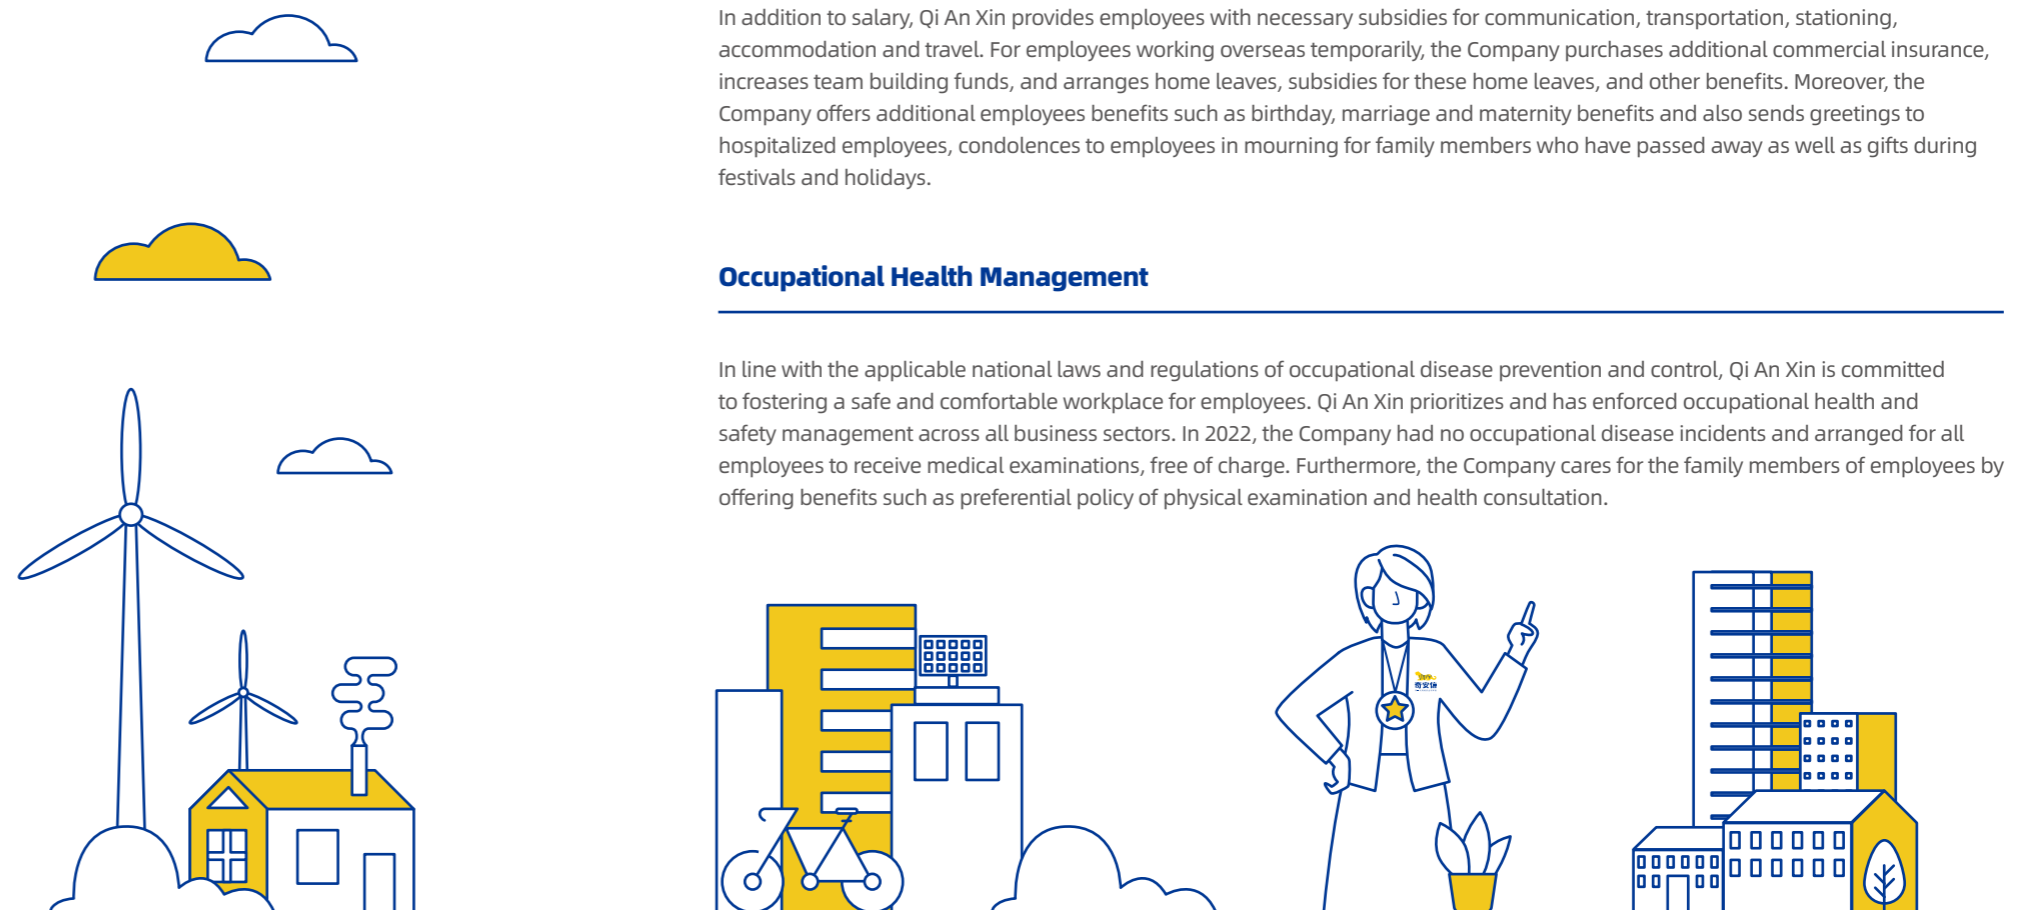 In addition to salary, Qi An Xin provides employees with necessary subsidies for communication, transportation, stationing,
accommodation and travel. For employees working overseas temporarily, the Company purchases additional commercial insurance,
increases team building funds, and arranges home leaves, subsidies for these home leaves, and other benefits. Moreover, the
Company offers additional employees benefits such as birthday, marriage and maternity benefits and also sends greetings to
hospitalized employees, condolences to employees in mourning for family members who have passed away as well as gifts during
festivals and holidays.
Occupational Health Management
In line with the applicable national laws and regulations of occupational disease prevention and control, Qi An Xin is committed
to fostering a safe and comfortable workplace for employees. Qi An Xin prioritizes and has enforced occupational health and
safety management across all business sectors. In 2022, the Company had no occupational disease incidents and arranged for all
employees to receive medical examinations, free of charge. Furthermore, the Company cares for the family members of employees by
offering benefits such as preferential policy of physical examination and health consultation.
奇安信